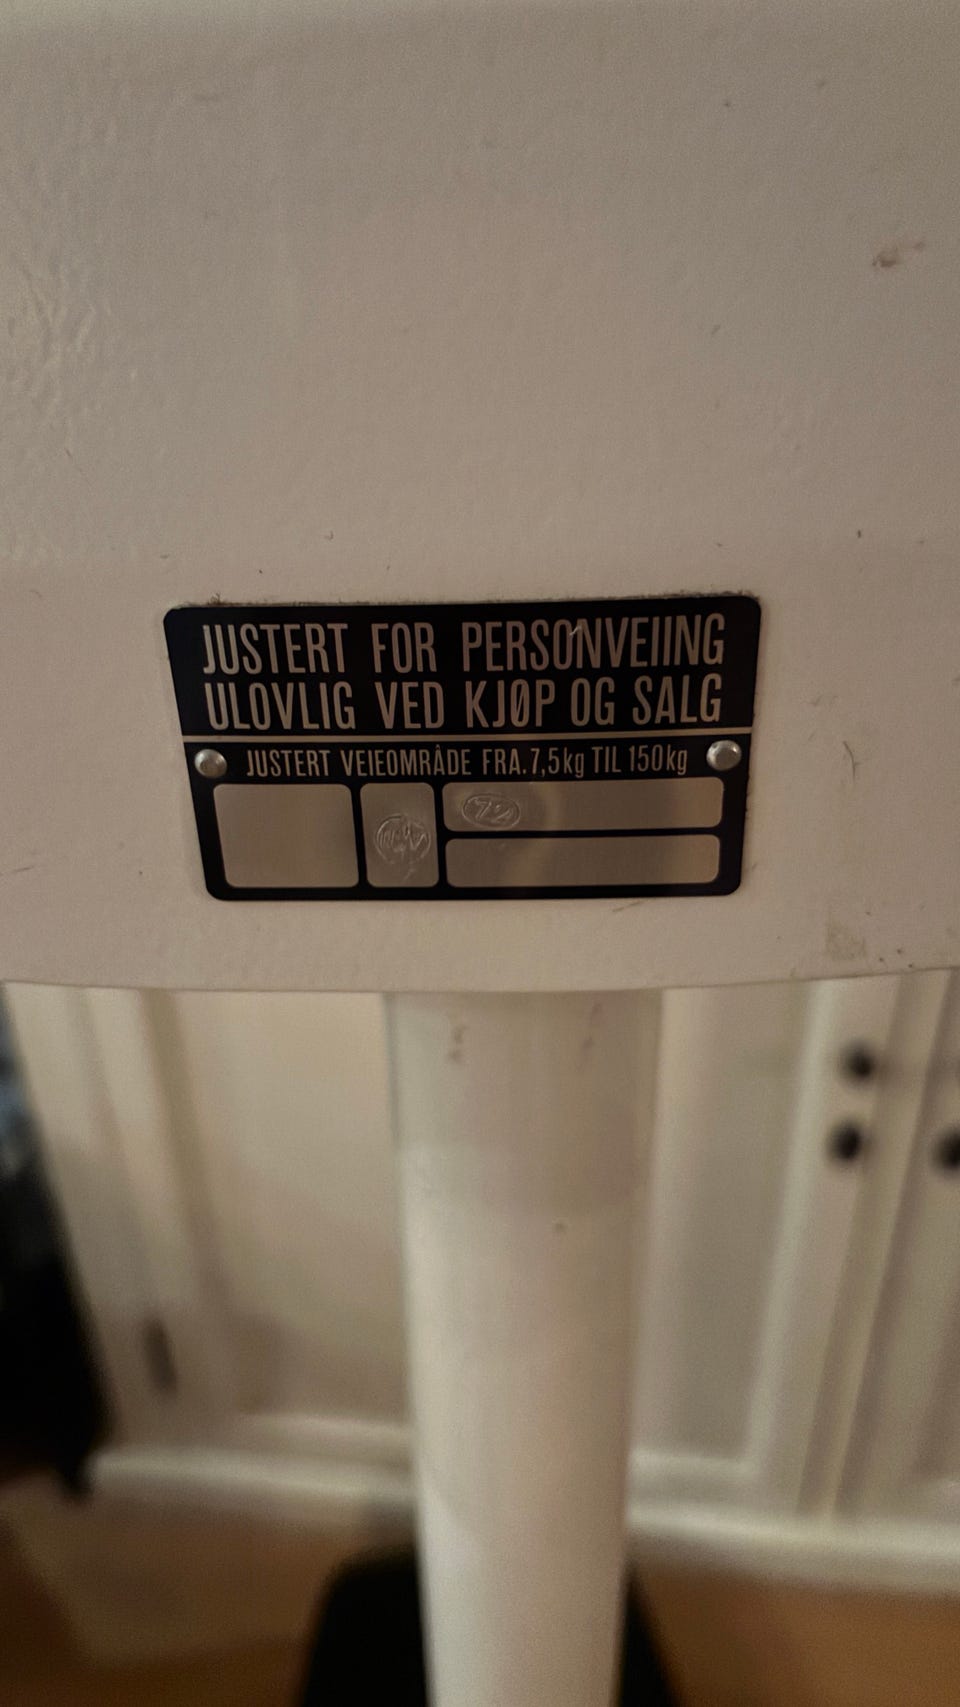 JUSTERT FOR PERSONVEIING
ULOVLIG VED KJØP OG SALG
JUSTERT VEIEOMRÅDE FRA. 7,5kg TIL 150kg
72